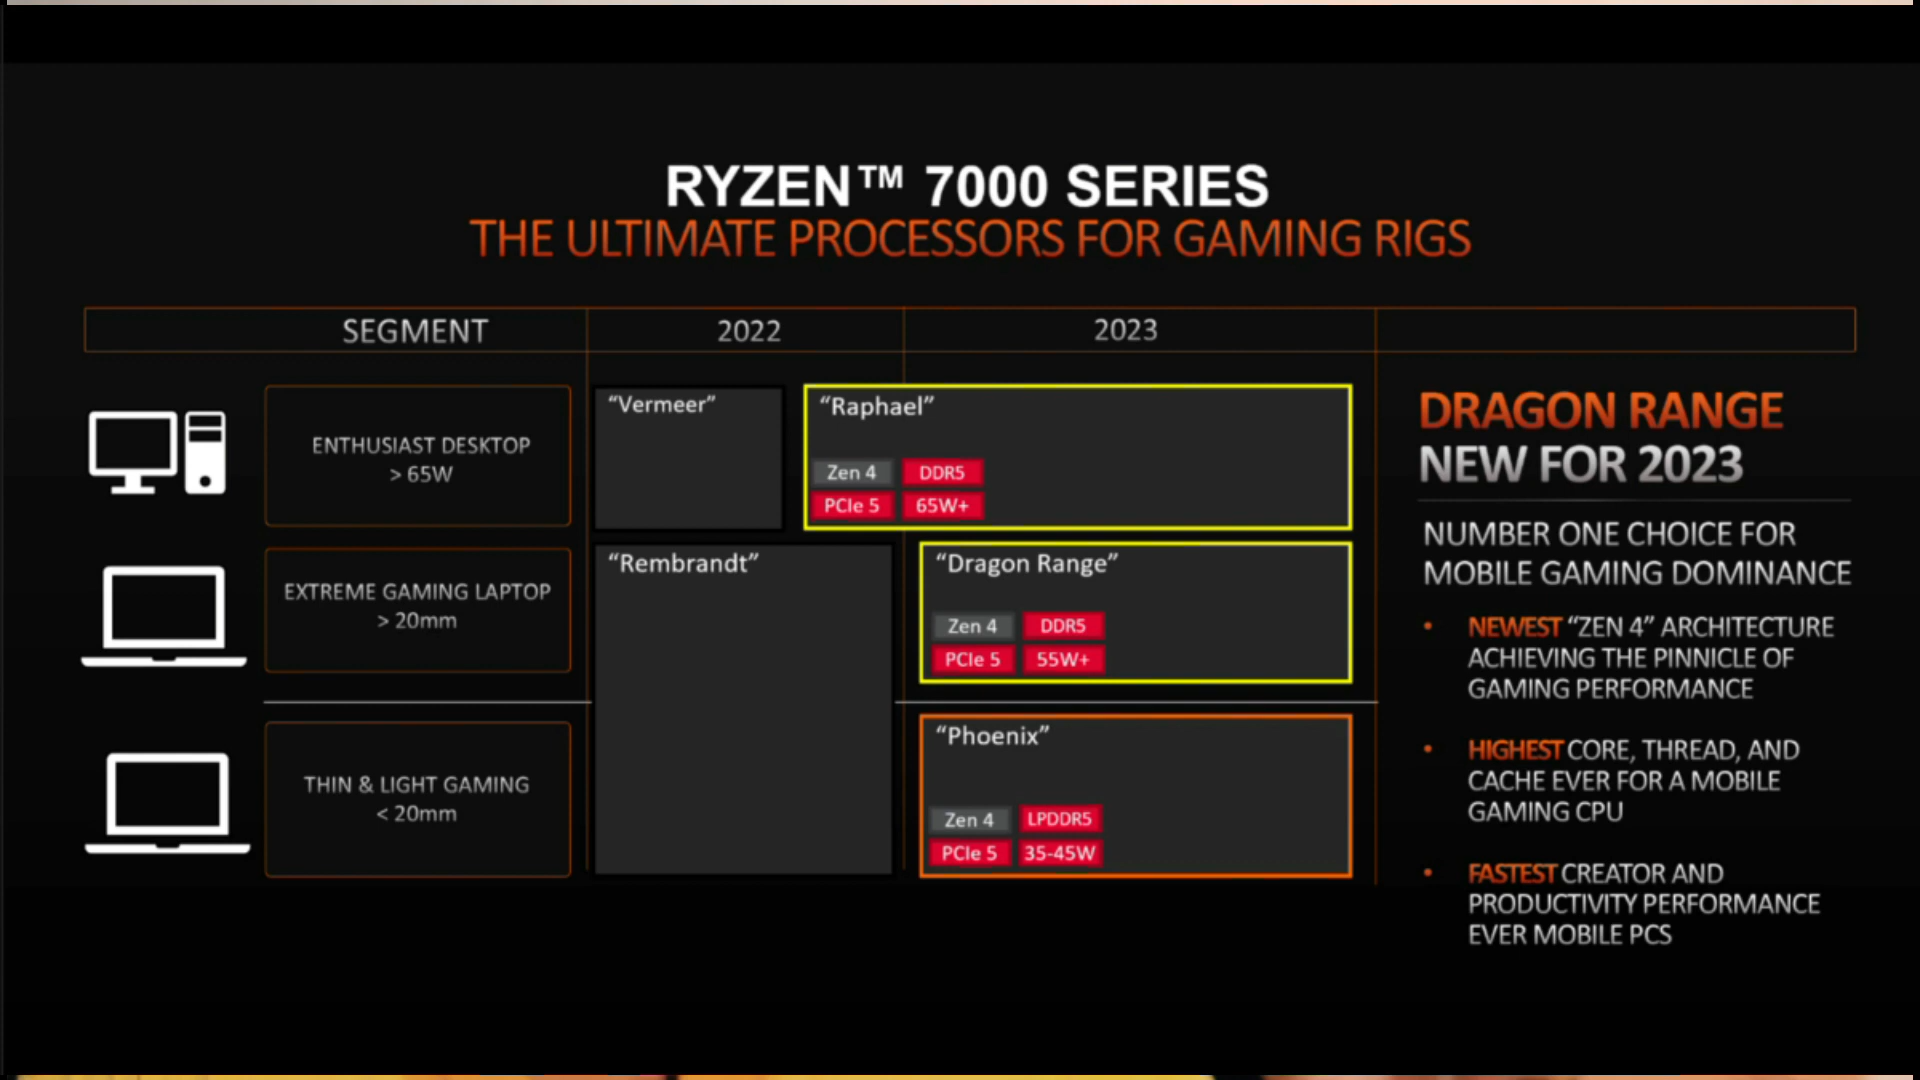 RYZEN™ 7000 SERIES
THE ULTIMATE PROCESSORS FOR GAMING RIGS
SEGMENT
2022
2023
ENTHUSIAST DESKTOP
> 65W
“Vermeer”
“Raphael”
Zen 4
DDR5
PCIe 5
65W+
EXTREME GAMING LAPTOP
> 20mm
“Rembrandt”
“Dragon Range”
Zen 4
DDR5
PCIe 5
55W+
THIN & LIGHT GAMING
< 20mm
“Phoenix”
Zen 4
LPDDR5
PCIe 5
35-45W
DRAGON RANGE
NEW FOR 2023
NUMBER ONE CHOICE FOR
MOBILE GAMING DOMINANCE
• NEWEST “ZEN 4” ARCHITECTURE
ACHIEVING THE PINNICLE OF
GAMING PERFORMANCE
• HIGHEST CORE, THREAD, AND
CACHE EVER FOR A MOBILE
GAMING CPU
• FASTEST CREATOR AND
PRODUCTIVITY PERFORMANCE
EVER MOBILE PCS